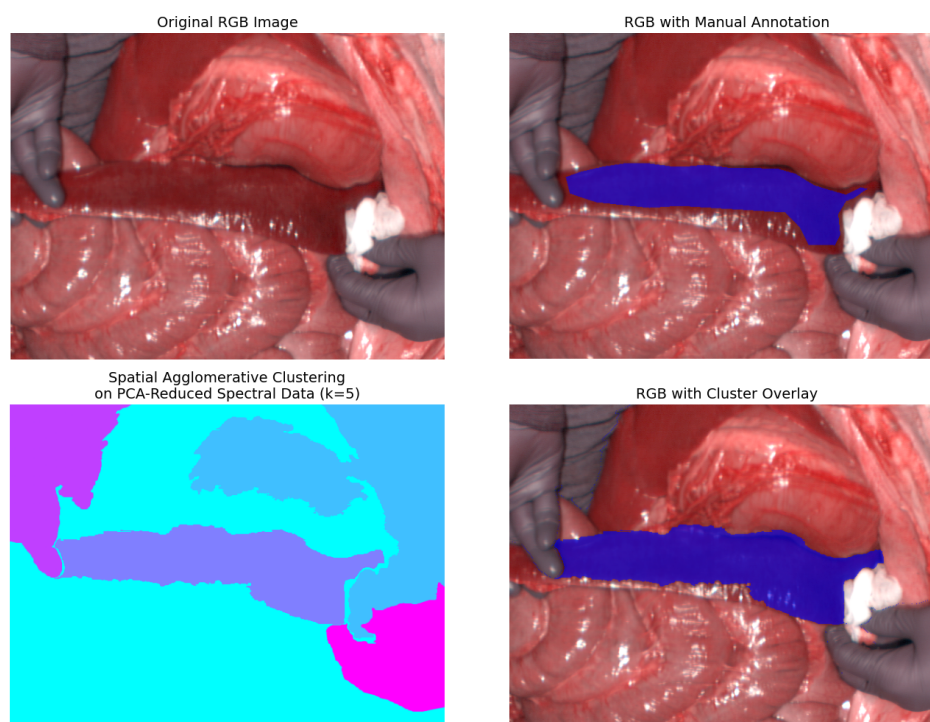 Original RGB Image
RGB with Manual Annotation
Spatial Agglomerative Clustering
on PCA-Reduced Spectral Data (k=5)
RGB with Cluster Overlay